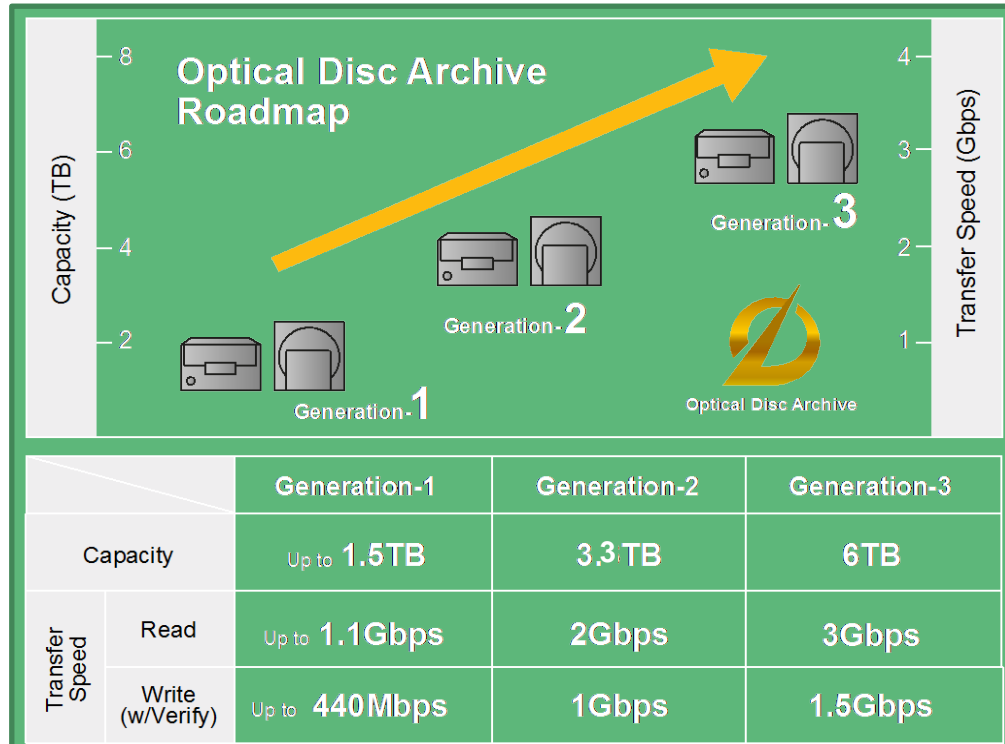 Capacity (TB)
8
6
4
2
Optical Disc Archive
Roadmap
Generation-1
Generation-2
Generation-3
Optical Disc Archive
4
3
2
1
Transfer Speed (Gbps)
Generation-1 Generation-2 Generation-3
Capacity Up to 1.5TB 3.3 TB 6TB
Transfer
Speed
Read Up to 1.1Gbps 2Gbps 3Gbps
Write
(w/Verify) Up to 440Mbps 1Gbps 1.5Gbps